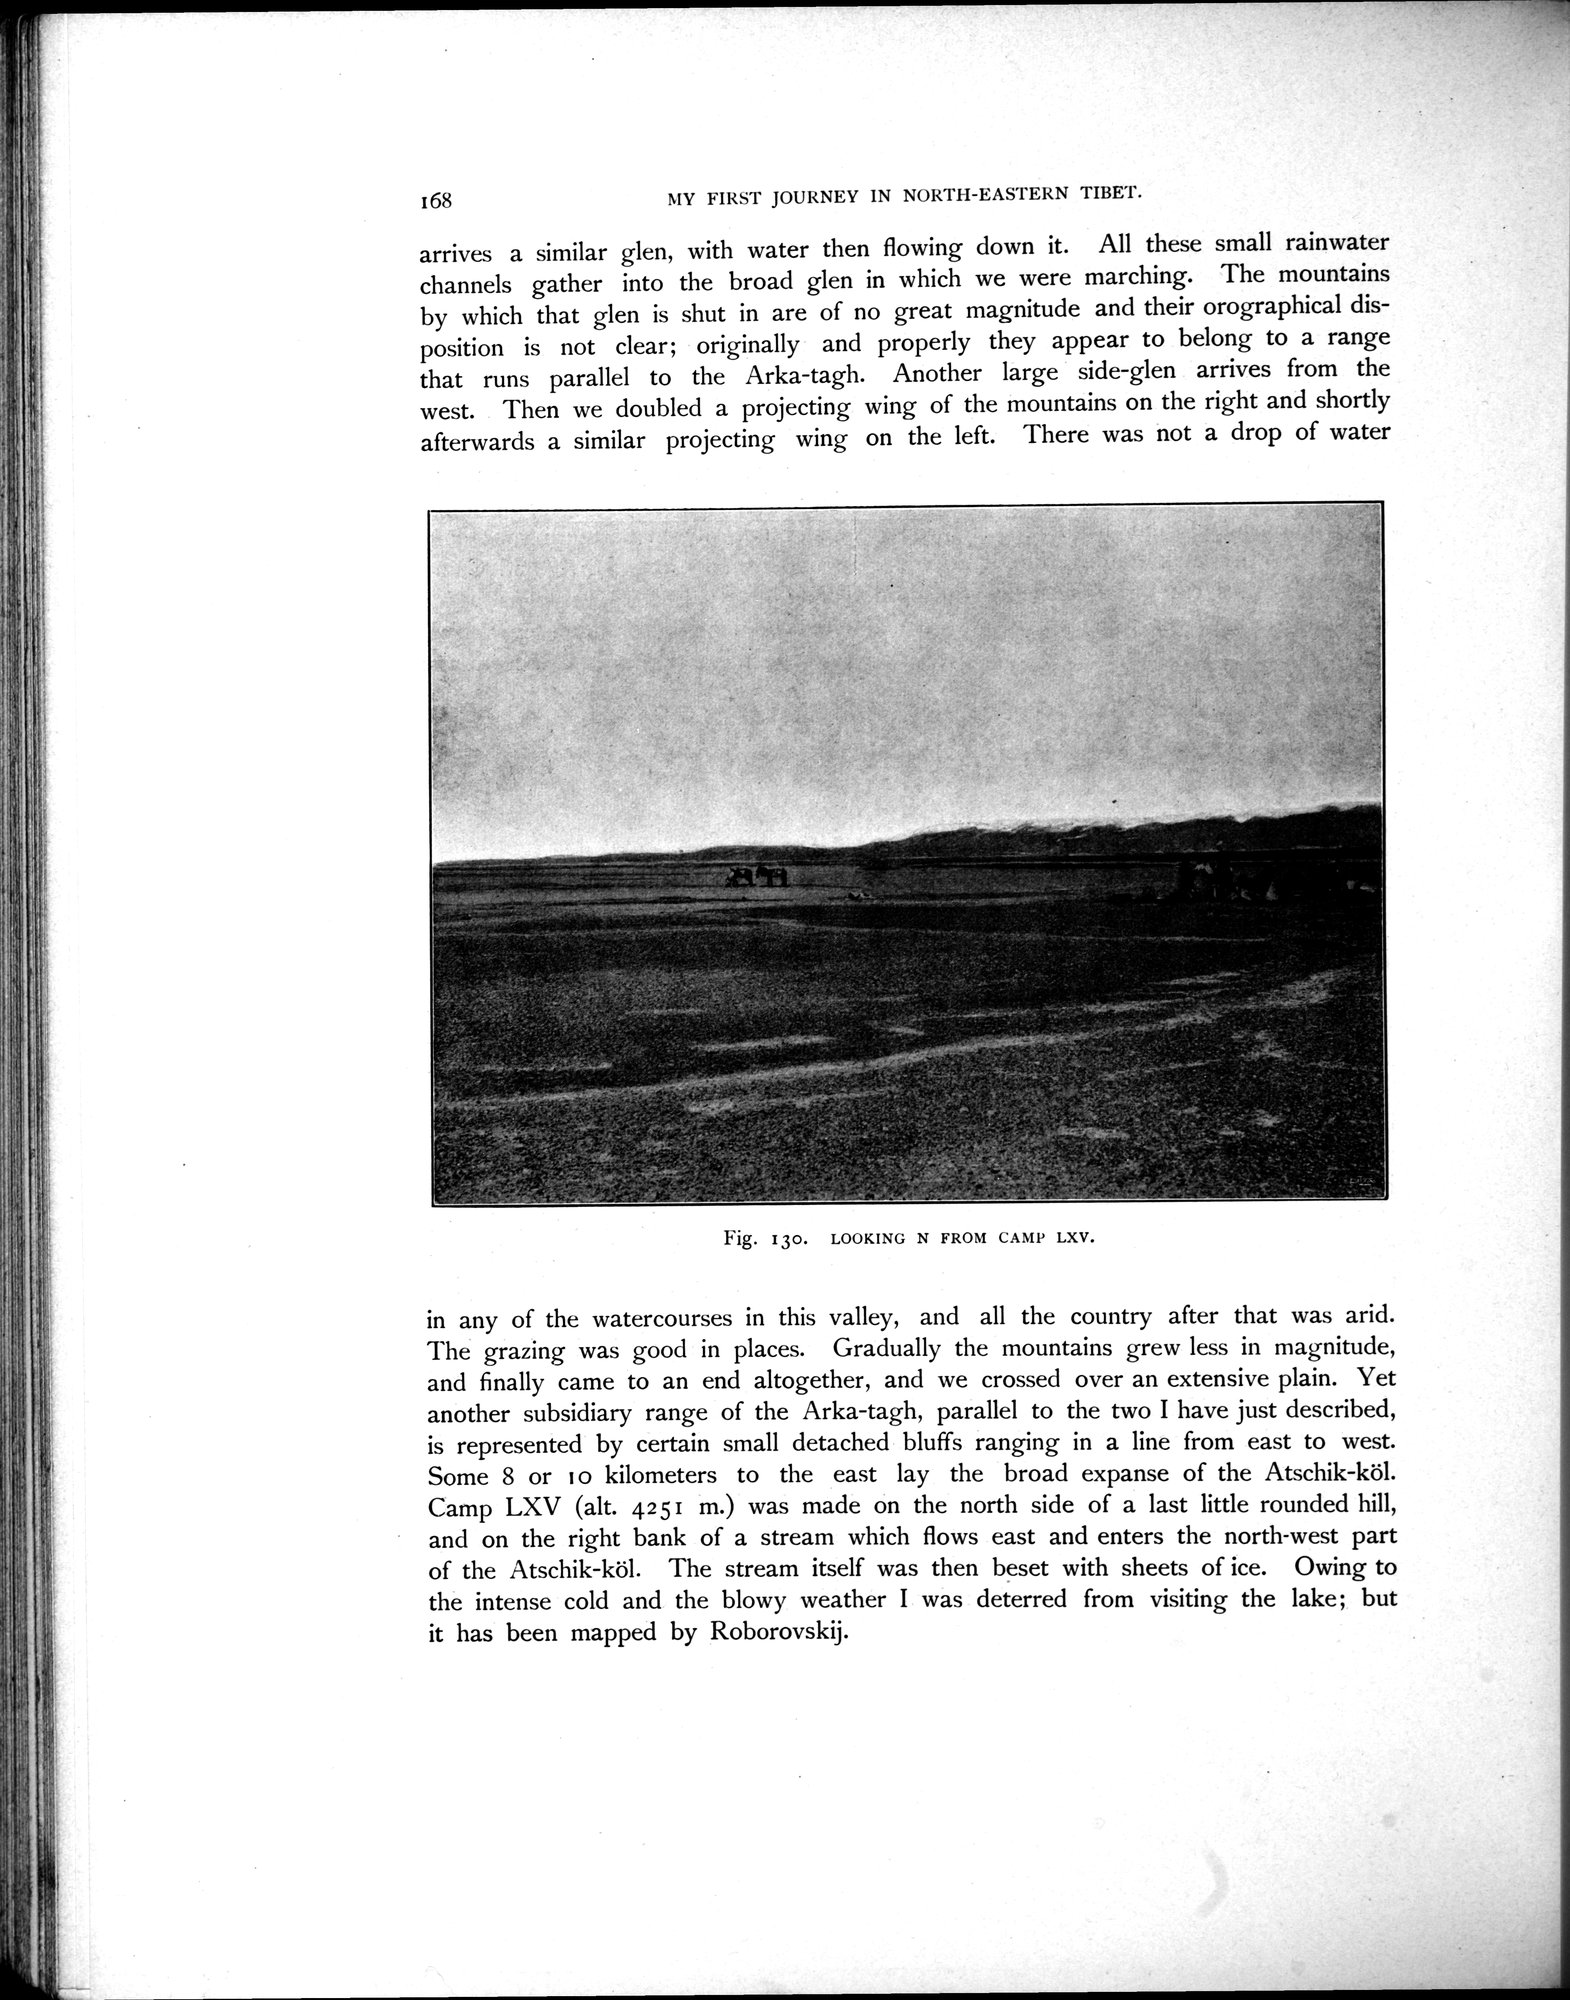 168
MY FIRST JOURNEY IN NORTH-EASTERN TIBET.
arrives a similar glen, with water then flowing down it. All these small rainwater
channels gather into the broad glen in which we were marching. The mountains
by which that glen is shut in are of no great magnitude and their orographical dis-
position is not clear; originally and properly they appear to belong to a range
that runs parallel to the Arka-tagh. Another large side-glen arrives from the
west. Then we doubled a projecting wing of the mountains on the right and shortly
afterwards a similar projecting wing on the left. There was not a drop of water
Fig. 130. LOOKING N FROM CAMP LXV.
in any of the watercourses in this valley, and all the country after that was arid.
The grazing was good in places. Gradually the mountains grew less in magnitude,
and finally came to an end altogether, and we crossed over an extensive plain. Yet
another subsidiary range of the Arka-tagh, parallel to the two I have just described,
is represented by certain small detached bluffs ranging in a line from east to west.
Some 8 or 10 kilometers to the east lay the broad expanse of the Atschik-köl.
Camp LXV (alt. 4251 m.) was made on the north side of a last little rounded hill,
and on the right bank of a stream which flows east and enters the north-west part
of the Atschik-köl. The stream itself was then beset with sheets of ice. Owing to
the intense cold and the blowy weather I was deterred from visiting the lake; but
it has been mapped by Roborovskij.